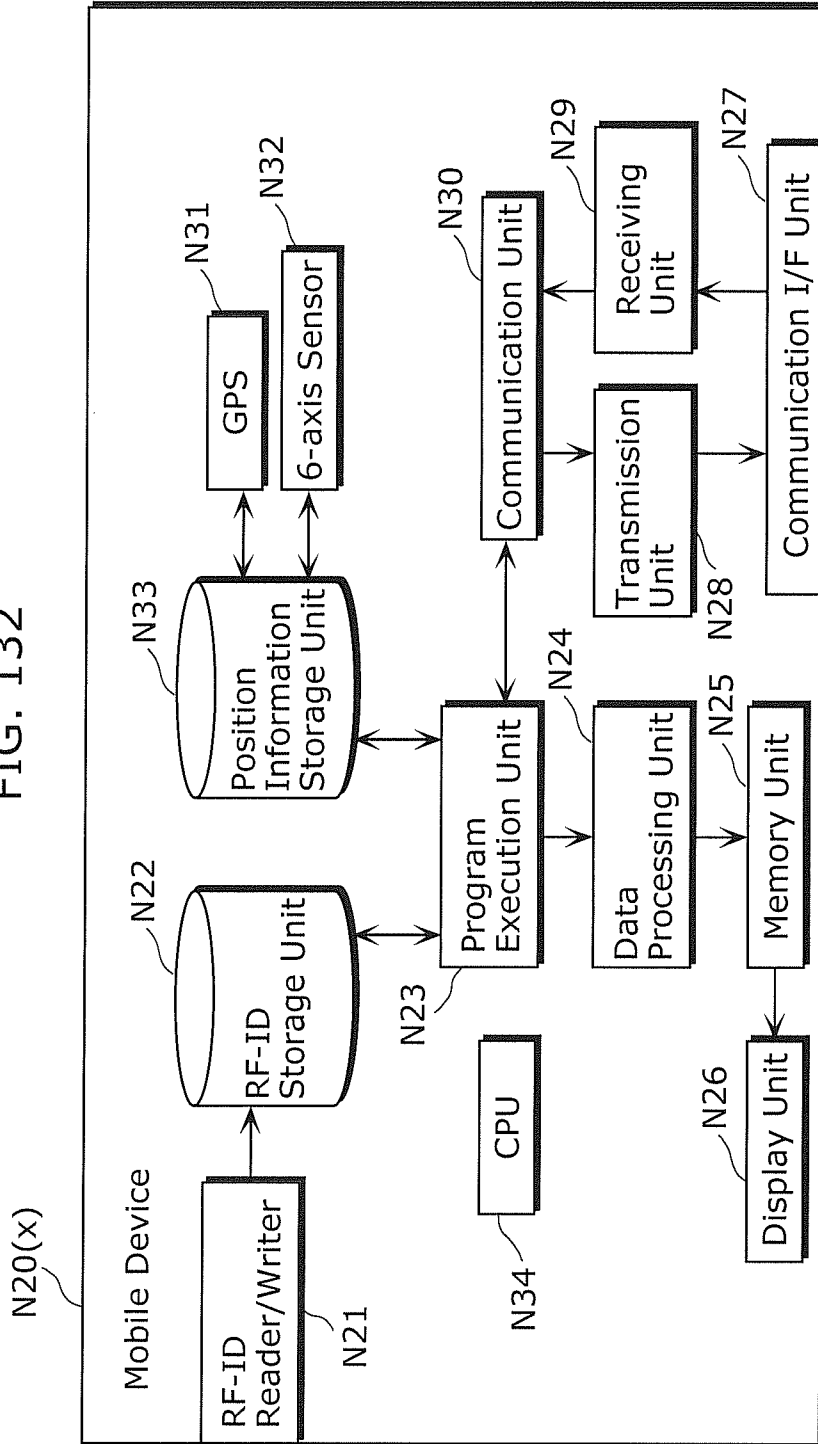 FIG. 132
N20(x)
Mobile Device
RF-ID
Reader/Writer
N21
RF-ID
Storage Unit
N22
Position
Information
Storage Unit
N33
GPS
N31
6-axis Sensor
N32
CPU
N34
Program
Execution Unit
N23
Communication Unit
N30
Data
Processing Unit
N24
Transmission
Unit
N28
Receiving
Unit
N29
Display Unit
N26
Memory Unit
N25
Communication I/F Unit
N27